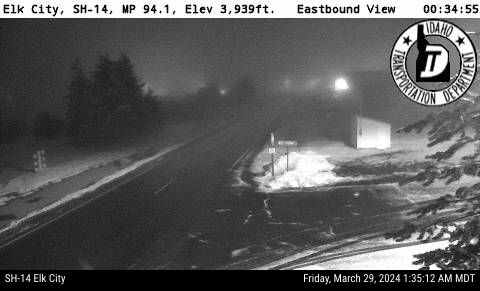 Elk City, SH-14, MP 94.1, Elev 3,939ft.   Eastbound View   00:34:55
IDAHO
TRANSPORTATION DEPARTMENT
SH-14 Elk City
Friday, March 29, 2024 1:35:12 AM MDT